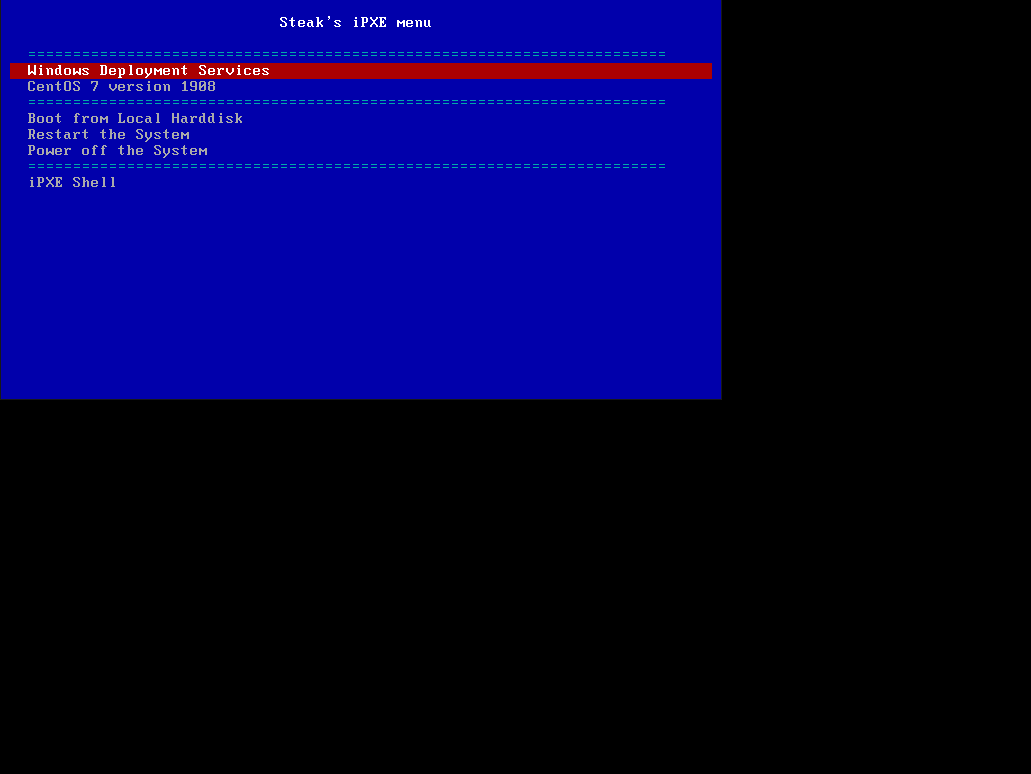 Steak's iPXE menu
=======================================================================
Windows Deployment Services
CentOS 7 version 1908
=======================================================================
Boot from Local Harddisk
Restart the System
Power off the System
=======================================================================
iPXE Shell